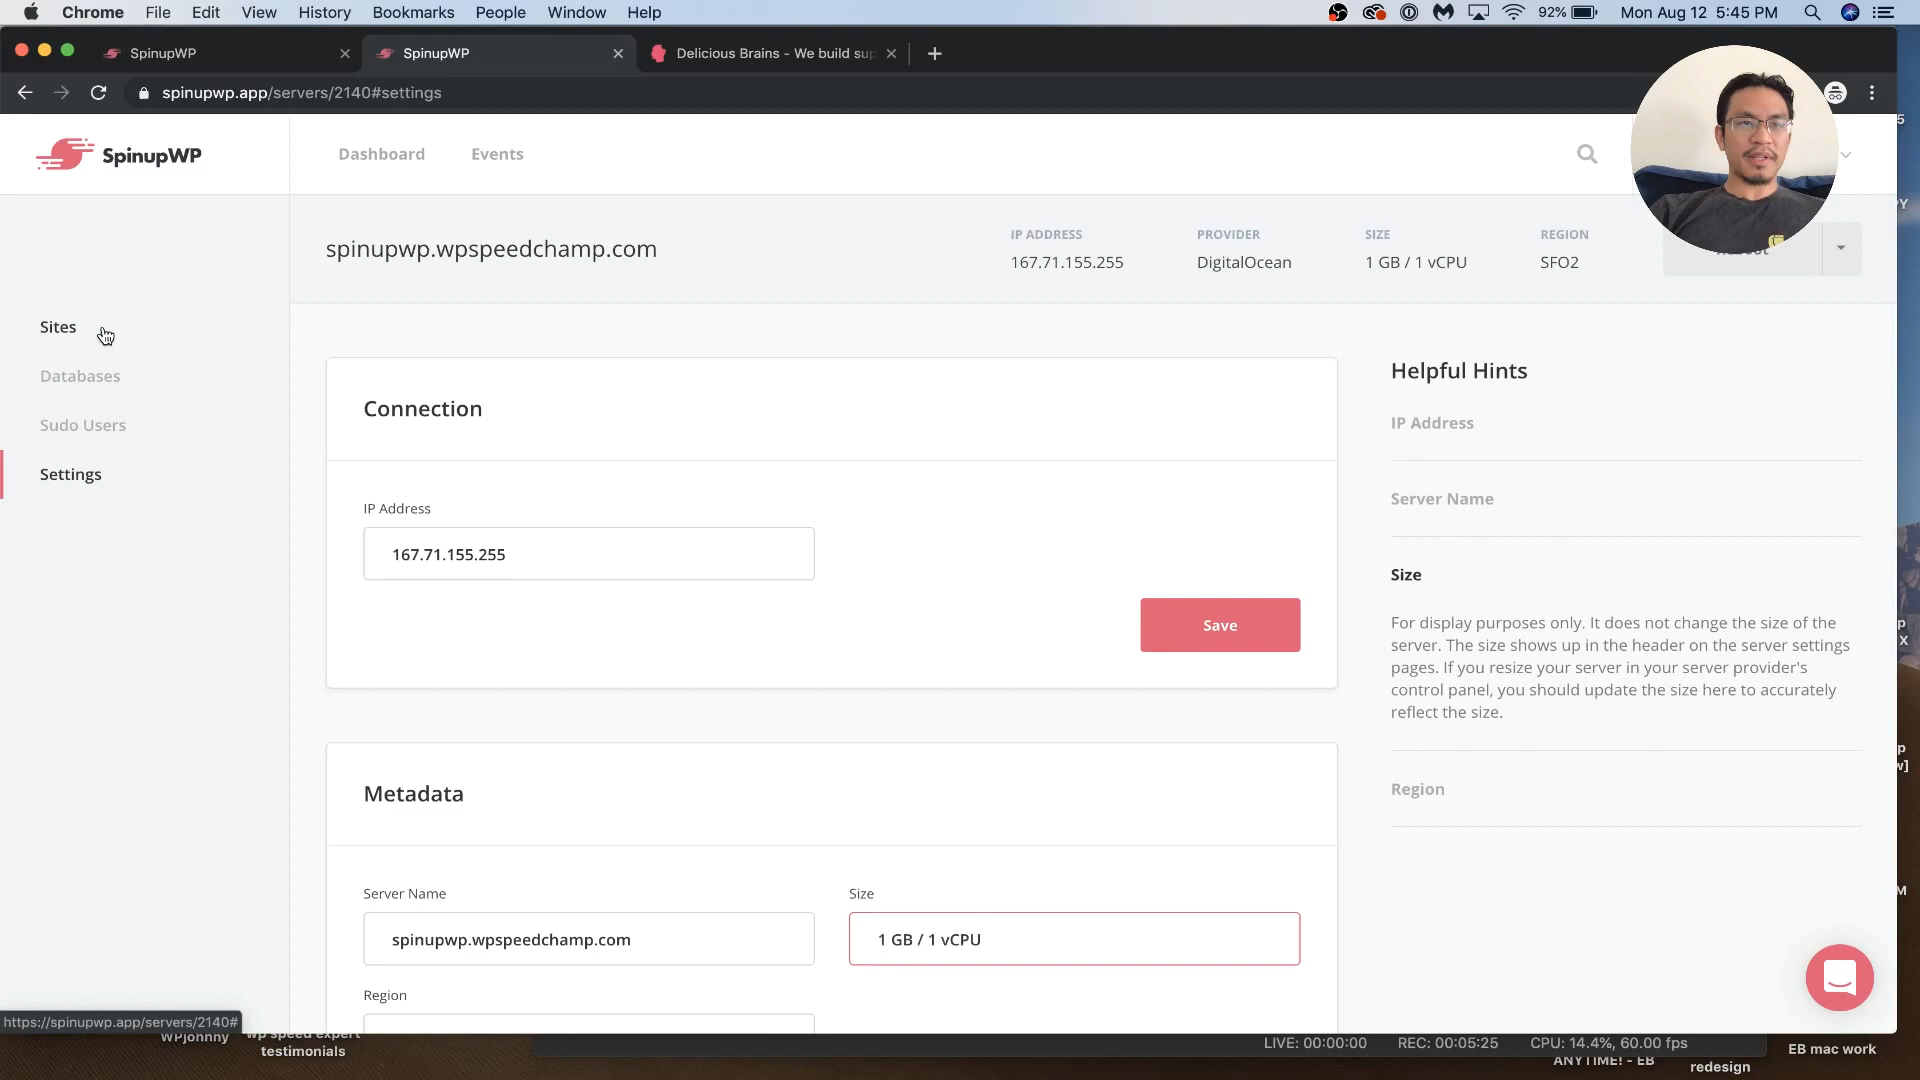 Chrome File Edit View History Bookmarks People Window Help 92% Mon Aug 12 5:45 PM
SpinupWP SpinupWP Delicious Brains - We build sup
spinupwp.app/servers/2140#settings
SpinupWP Dashboard Events
spinupwp.wpspeedchamp.com
IP ADDRESS PROVIDER SIZE REGION
167.71.155.255 DigitalOcean 1 GB / 1 vCPU SFO2
Sites
Databases
Sudo Users
Settings
Connection
IP Address
167.71.155.255
Save
Metadata
Server Name Size
spinupwp.wpspeedchamp.com 1 GB / 1 vCPU
Region
Helpful Hints
IP Address
Server Name
Size
For display purposes only. It does not change the size of the
server. The size shows up in the header on the server settings
pages. If you resize your server in your server provider's
control panel, you should update the size here to accurately
reflect the size.
Region
https://spinupwp.app/servers/2140#
WPjohnny wp speed expert
testimonials
LIVE: 00:00:00 REC: 00:05:25 CPU: 14.4%, 60.00 fps
ANYTIME! - EB
redesign
EB mac work